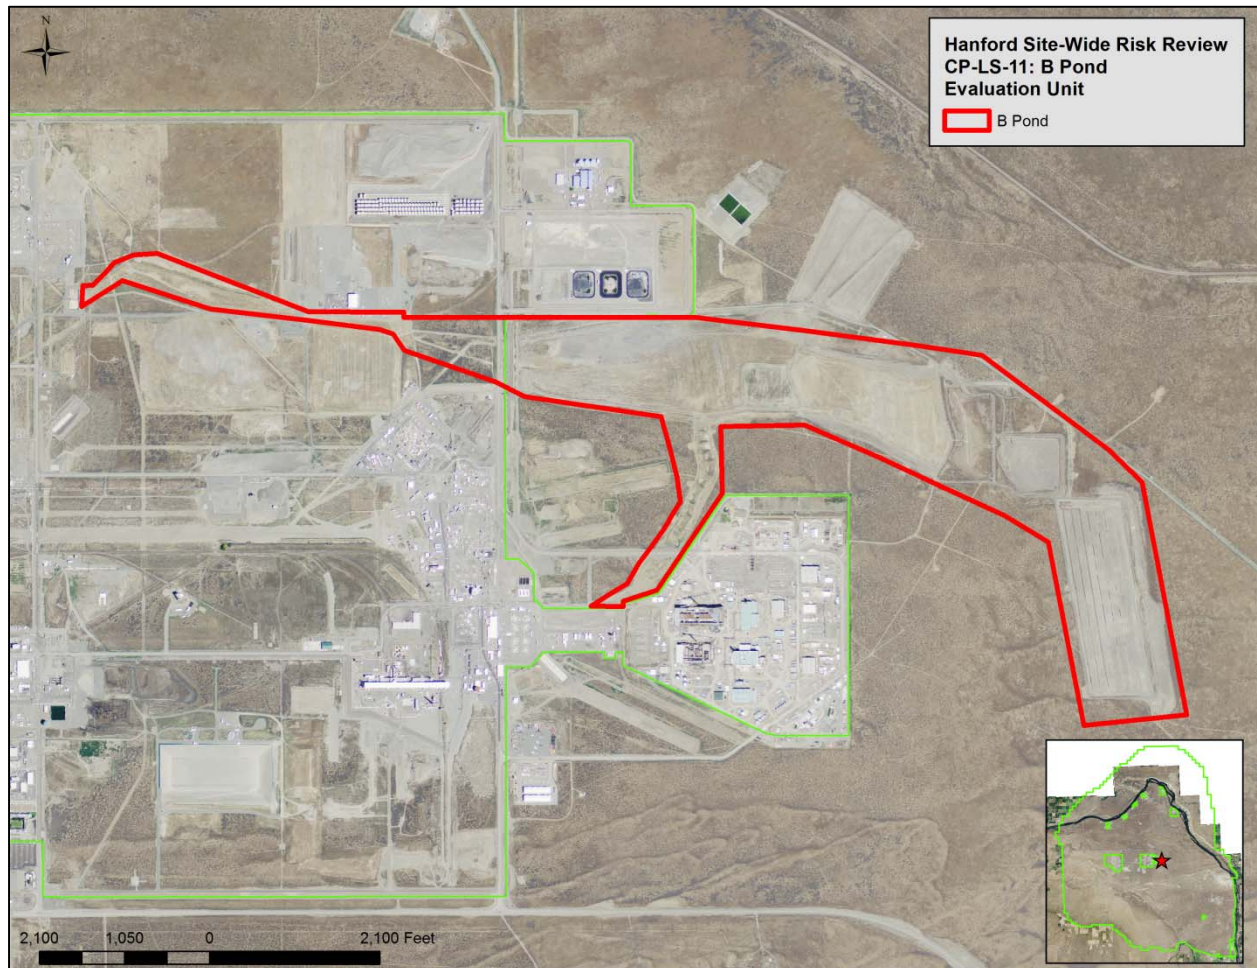 N
Hanford Site-Wide Risk Review
CP-LS-11: B Pond
Evaluation Unit
B Pond
2,100 1,050 0 2,100 Feet